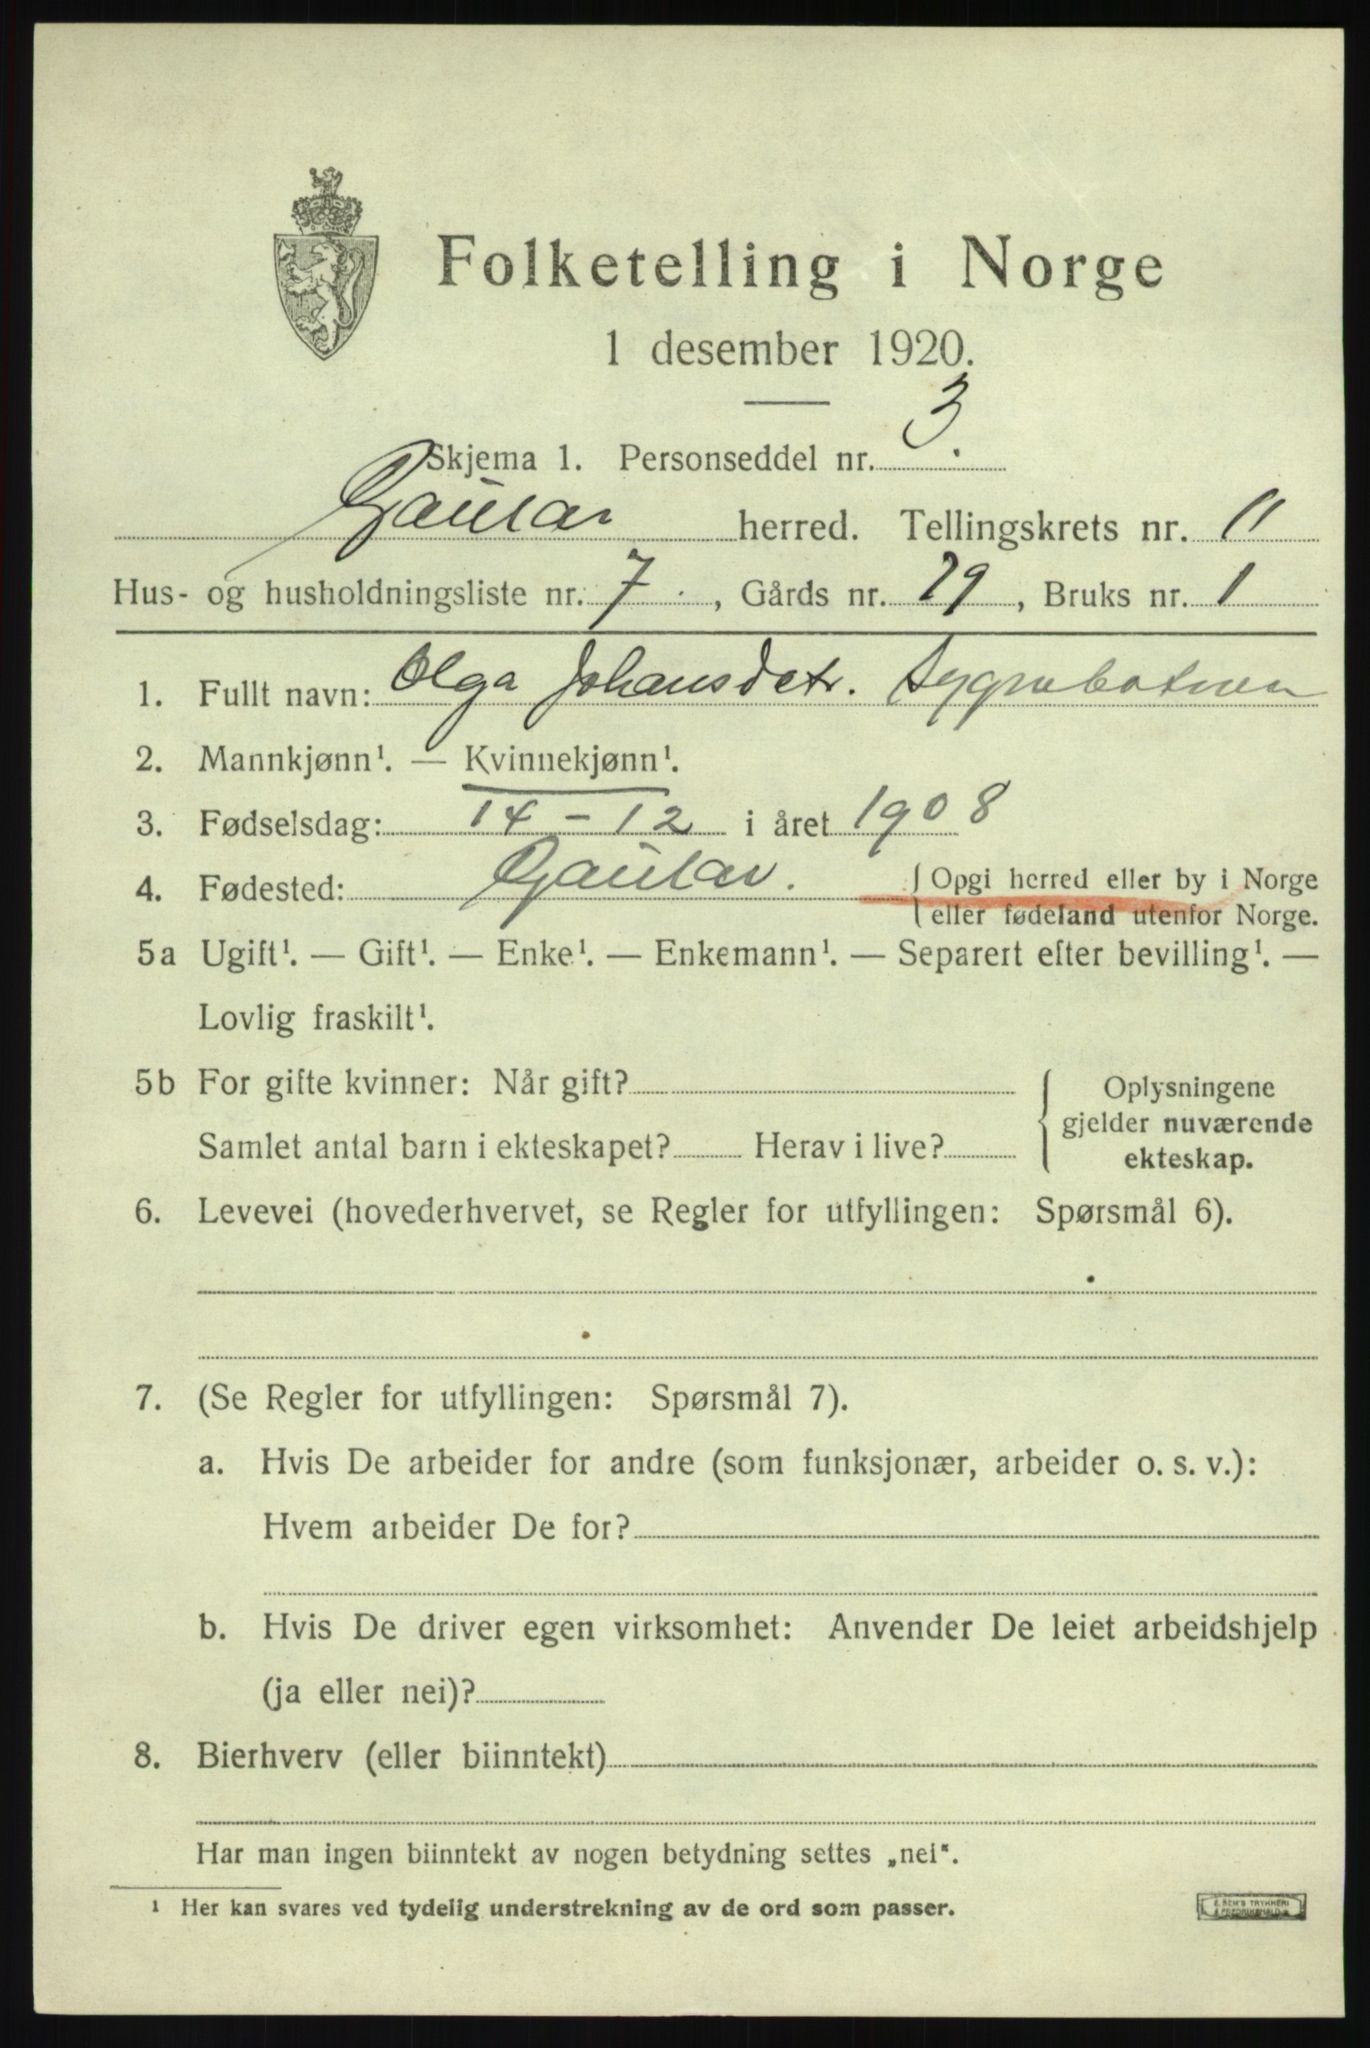 Folketelling i Norge
1 desember 1920.
Skjema 1. Personseddel nr. 3.
Gaular herred. Tellingskrets nr. 11
Hus- og husholdningsliste nr. 7., Gårds nr. 29, Bruks nr. 1
1. Fullt navn: Olga Johansdtr.
2. Mannkjønn¹. — Kvinnekjønn¹.
3. Fødselsdag: 14-12 i året 1908
4. Fødested: Gaular. { Opgi herred eller by i Norge
{ eller fødeland utenfor Norge.
5a Ugift¹. — Gift¹. — Enke¹. — Enkemann¹. — Separert efter bevilling¹. —
Lovlig fraskilt¹.
5b For gifte kvinner: Når gift?
Samlet antal barn i ekteskapet? Herav i live?
Oplysningene
gjelder nuværende
ekteskap.
6. Levevei (hovederhvervet, se Regler for utfyllingen: Spørsmål 6).
7. (Se Regler for utfyllingen: Spørsmål 7).
a. Hvis De arbeider for andre (som funksjonær, arbeider o. s. v.):
Hvem arbeider De for?
b. Hvis De driver egen virksomhet: Anvender De leiet arbeidshjelp
(ja eller nei)?
8. Bierhverv (eller biinntekt)
Har man ingen biinntekt av nogen betydning settes „nei".
¹ Her kan svares ved tydelig understrekning av de ord som passer.